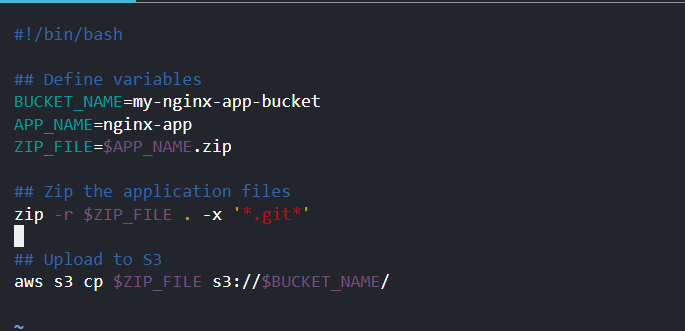 #!/bin/bash
## Define variables
BUCKET_NAME=my-nginx-app-bucket
APP_NAME=nginx-app
ZIP_FILE=$APP_NAME.zip
## Zip the application files
zip -r $ZIP_FILE . -x '*.git*'
## Upload to S3
aws s3 cp $ZIP_FILE s3://$BUCKET_NAME/
~